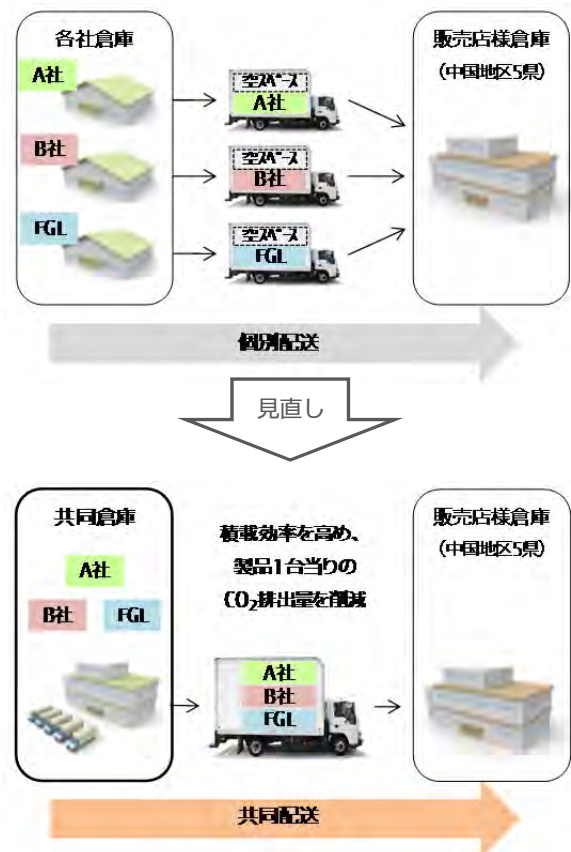 各社倉庫
販売店様倉庫
(中国地区5県)
A社
空スペース
A社
B社
空スペース
B社
FGL
空スペース
FGL
個別配送
見直し
共同倉庫
A社
B社 FGL
積載効率を高め、
製品1台当りの
CO₂排出量を削減
A社
B社
FGL
販売店様倉庫
(中国地区5県)
共同配送